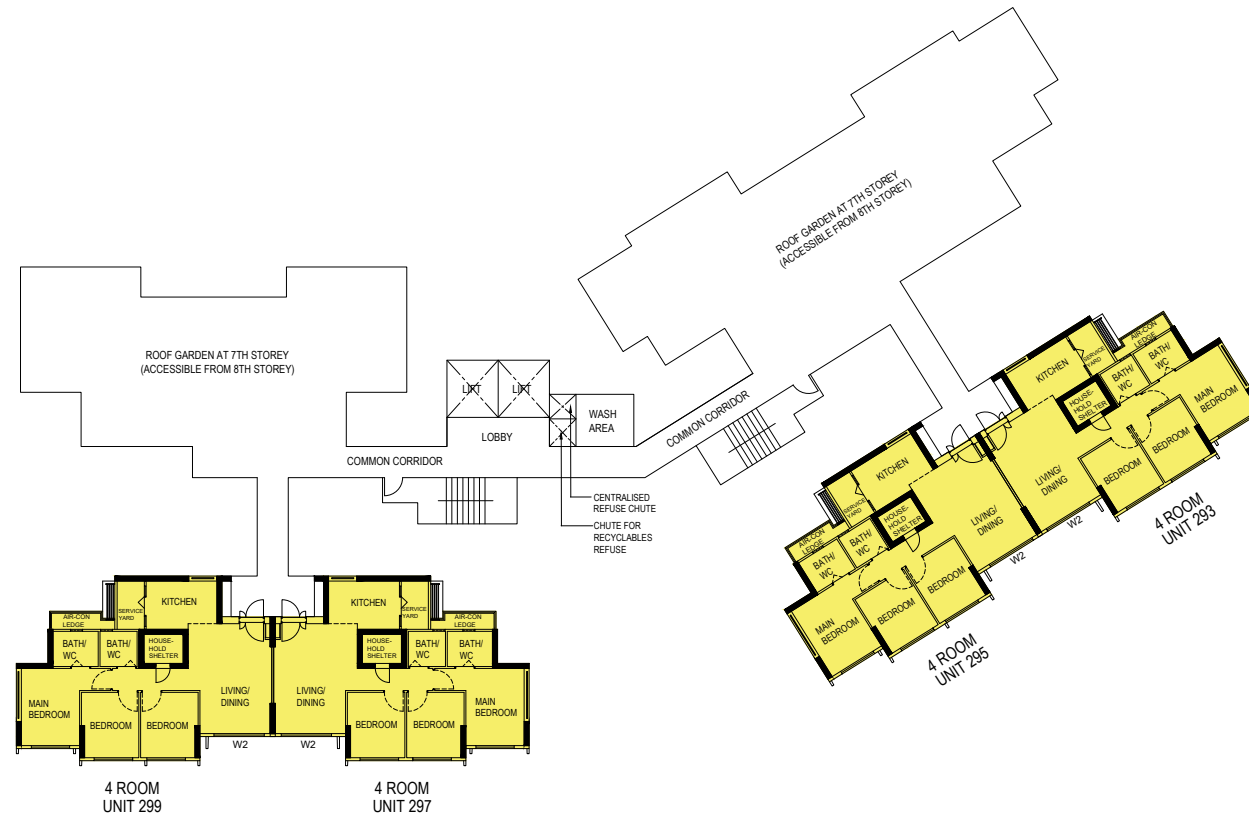 ROOF GARDEN AT 7TH STOREY
(ACCESSIBLE FROM 8TH STOREY)
ROOF GARDEN AT 7TH STOREY
(ACCESSIBLE FROM 8TH STOREY)
LIFT
LIFT
WASH
AREA
LOBBY
COMMON CORRIDOR
COMMON CORRIDOR
CENTRALISED
REFUSE CHUTE
CHUTE FOR
RECYCLABLES
REFUSE
AIR-CON
LEDGE
SERVICE
YARD
KITCHEN
BATH/
WC
BATH/
WC
HOUSE-
HOLD
SHELTER
MAIN
BEDROOM
BEDROOM
BEDROOM
LIVING/
DINING
W2
4 ROOM
UNIT 299
KITCHEN
SERVICE
YARD
AIR-CON
LEDGE
HOUSE-
HOLD
SHELTER
BATH/
WC
BATH/
WC
LIVING/
DINING
BEDROOM
BEDROOM
MAIN
BEDROOM
W2
4 ROOM
UNIT 297
KITCHEN
SERVICE
YARD
AIR-CON
LEDGE
BATH/
WC
BATH/
WC
HOUSE-
HOLD
SHELTER
MAIN
BEDROOM
BEDROOM
BEDROOM
LIVING/
DINING
W2
4 ROOM
UNIT 295
KITCHEN
SERVICE
YARD
AIR-CON
LEDGE
HOUSE-
HOLD
SHELTER
BATH/
WC
BATH/
WC
LIVING/
DINING
BEDROOM
BEDROOM
MAIN
BEDROOM
W2
4 ROOM
UNIT 293